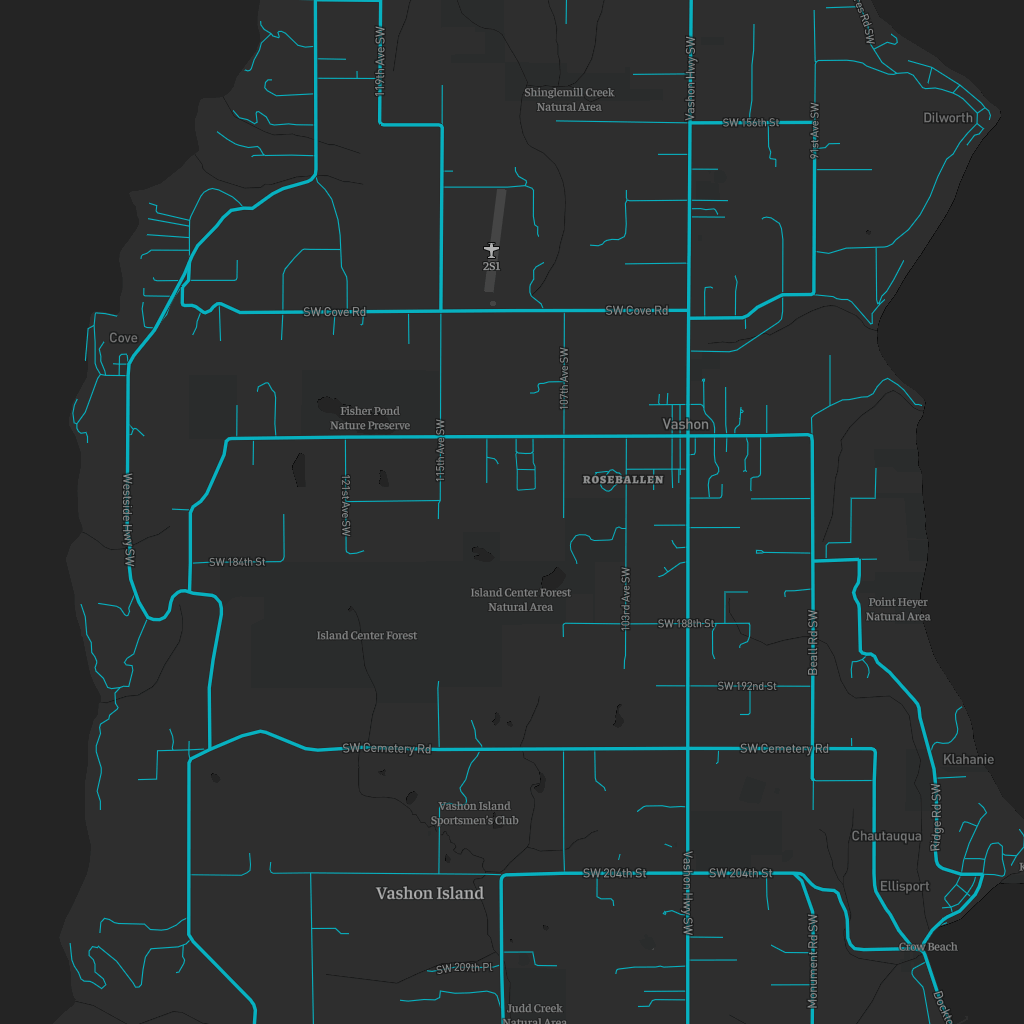 119th Ave SW
Vashon Hwy SW
Shinglemill Creek
Natural Area
SW 156th St
91st Ave SW
Dilworth
2S1
SW Cove Rd
SW Cove Rd
Cove
107th Ave SW
Fisher Pond
Nature Preserve
115th Ave SW
Vashon
ROSEBALLEN
121st Ave SW
Westside Hwy SW
SW 184th St
Island Center Forest
Natural Area
103rd Ave SW
Point Heyer
Natural Area
Island Center Forest
SW 188th St
Beall Rd SW
SW 192nd St
SW Cemetery Rd
SW Cemetery Rd
Klahanie
Vashon Island
Sportsmen's Club
Ridge Rd SW
Chautauqua
SW 204th St
SW 204th St
Ellisport
Vashon Island
Vashon Hwy SW
Monument Rd SW
Crow Beach
SW 209th Pl
Judd Creek
Natural Area